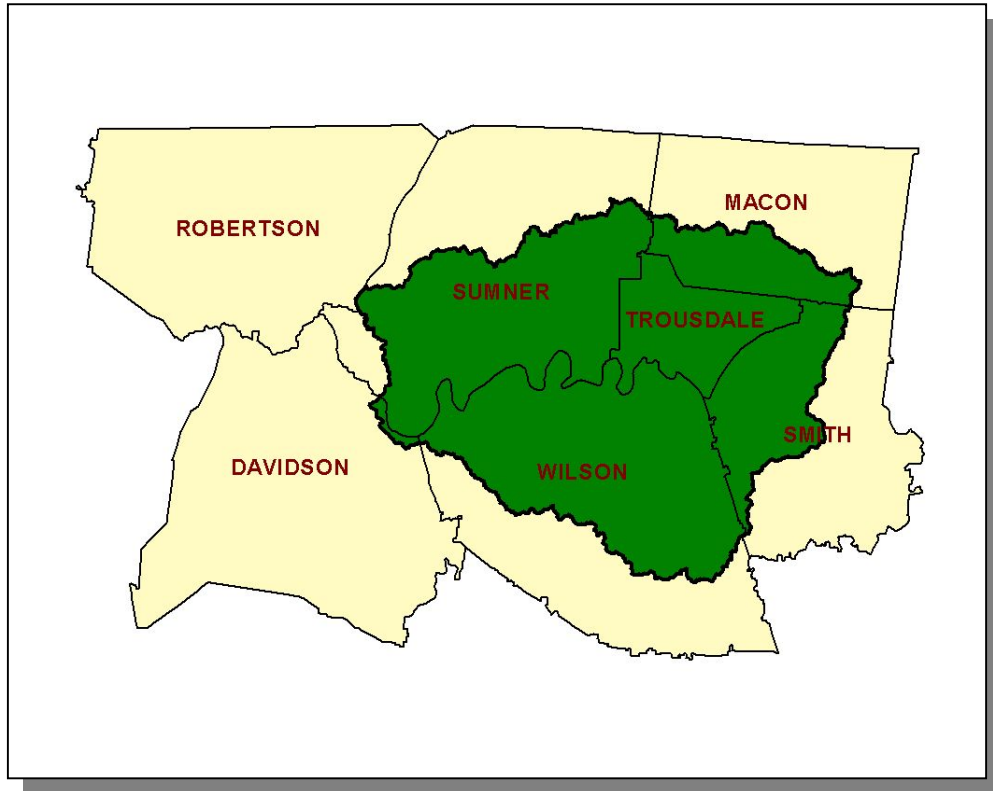 MACON
ROBERTSON
SUMNER
TROUSDALE
SMITH
DAVIDSON
WILSON